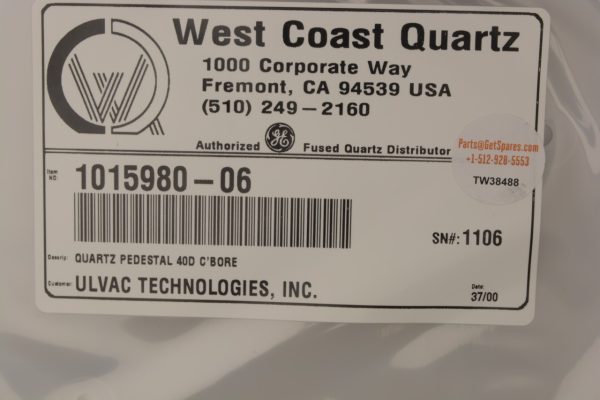 West Coast Quartz
1000 Corporate Way
Fremont, CA 94539 USA
(510) 249-2160
Authorized GE Fused Quartz Distributor
Parts@GetSpares.com
+1-512-928-5553
TW38488
Item NO: 1015980-06
SN#: 1106
Descrip: QUARTZ PEDESTAL 40D C'BORE
Customer: ULVAC TECHNOLOGIES, INC.
Date: 37/00